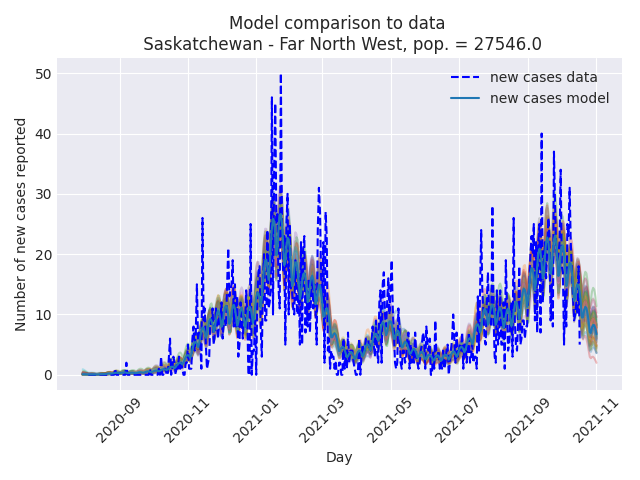 Model comparison to data
Saskatchewan - Far North West, pop. = 27546.0
new cases data
new cases model
Number of new cases reported
50
40
30
20
10
0
2020-09
2020-11
2021-01
2021-03
2021-05
2021-07
2021-09
2021-11
Day